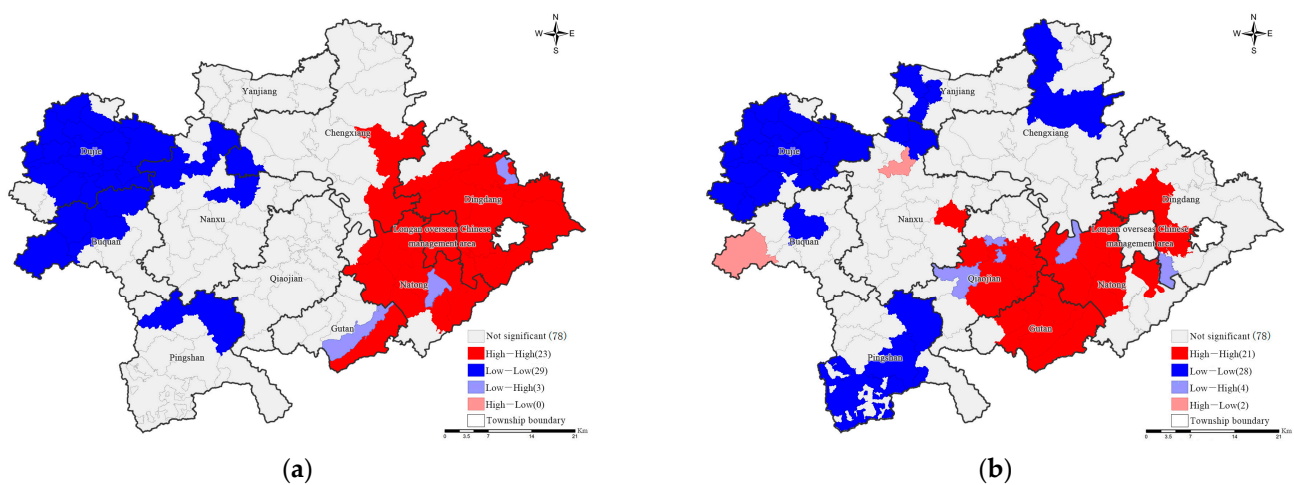 N
W E
S
Yanjiang
Chengxiang
Dujie
Dingdang
Nanxu
Longan overseas Chinese
management area
Buquan
Qiaojian
Natong
Gutan
Pingshan
Not significant (78)
High－High(23)
Low－Low(29)
Low－High(3)
High－Low(0)
Township boundary
Km
0 3.5 7 14 21
(a)
N
W E
S
Yanjiang
Chengxiang
Dujie
Dingdang
Nanxu
Longan overseas Chinese
management area
Buquan
Qiaojian
Natong
Gutan
Pingshan
Not significant (78)
High－High(21)
Low－Low(28)
Low－High(4)
High－Low(2)
Township boundary
Km
0 3.5 7 14 21
(b)